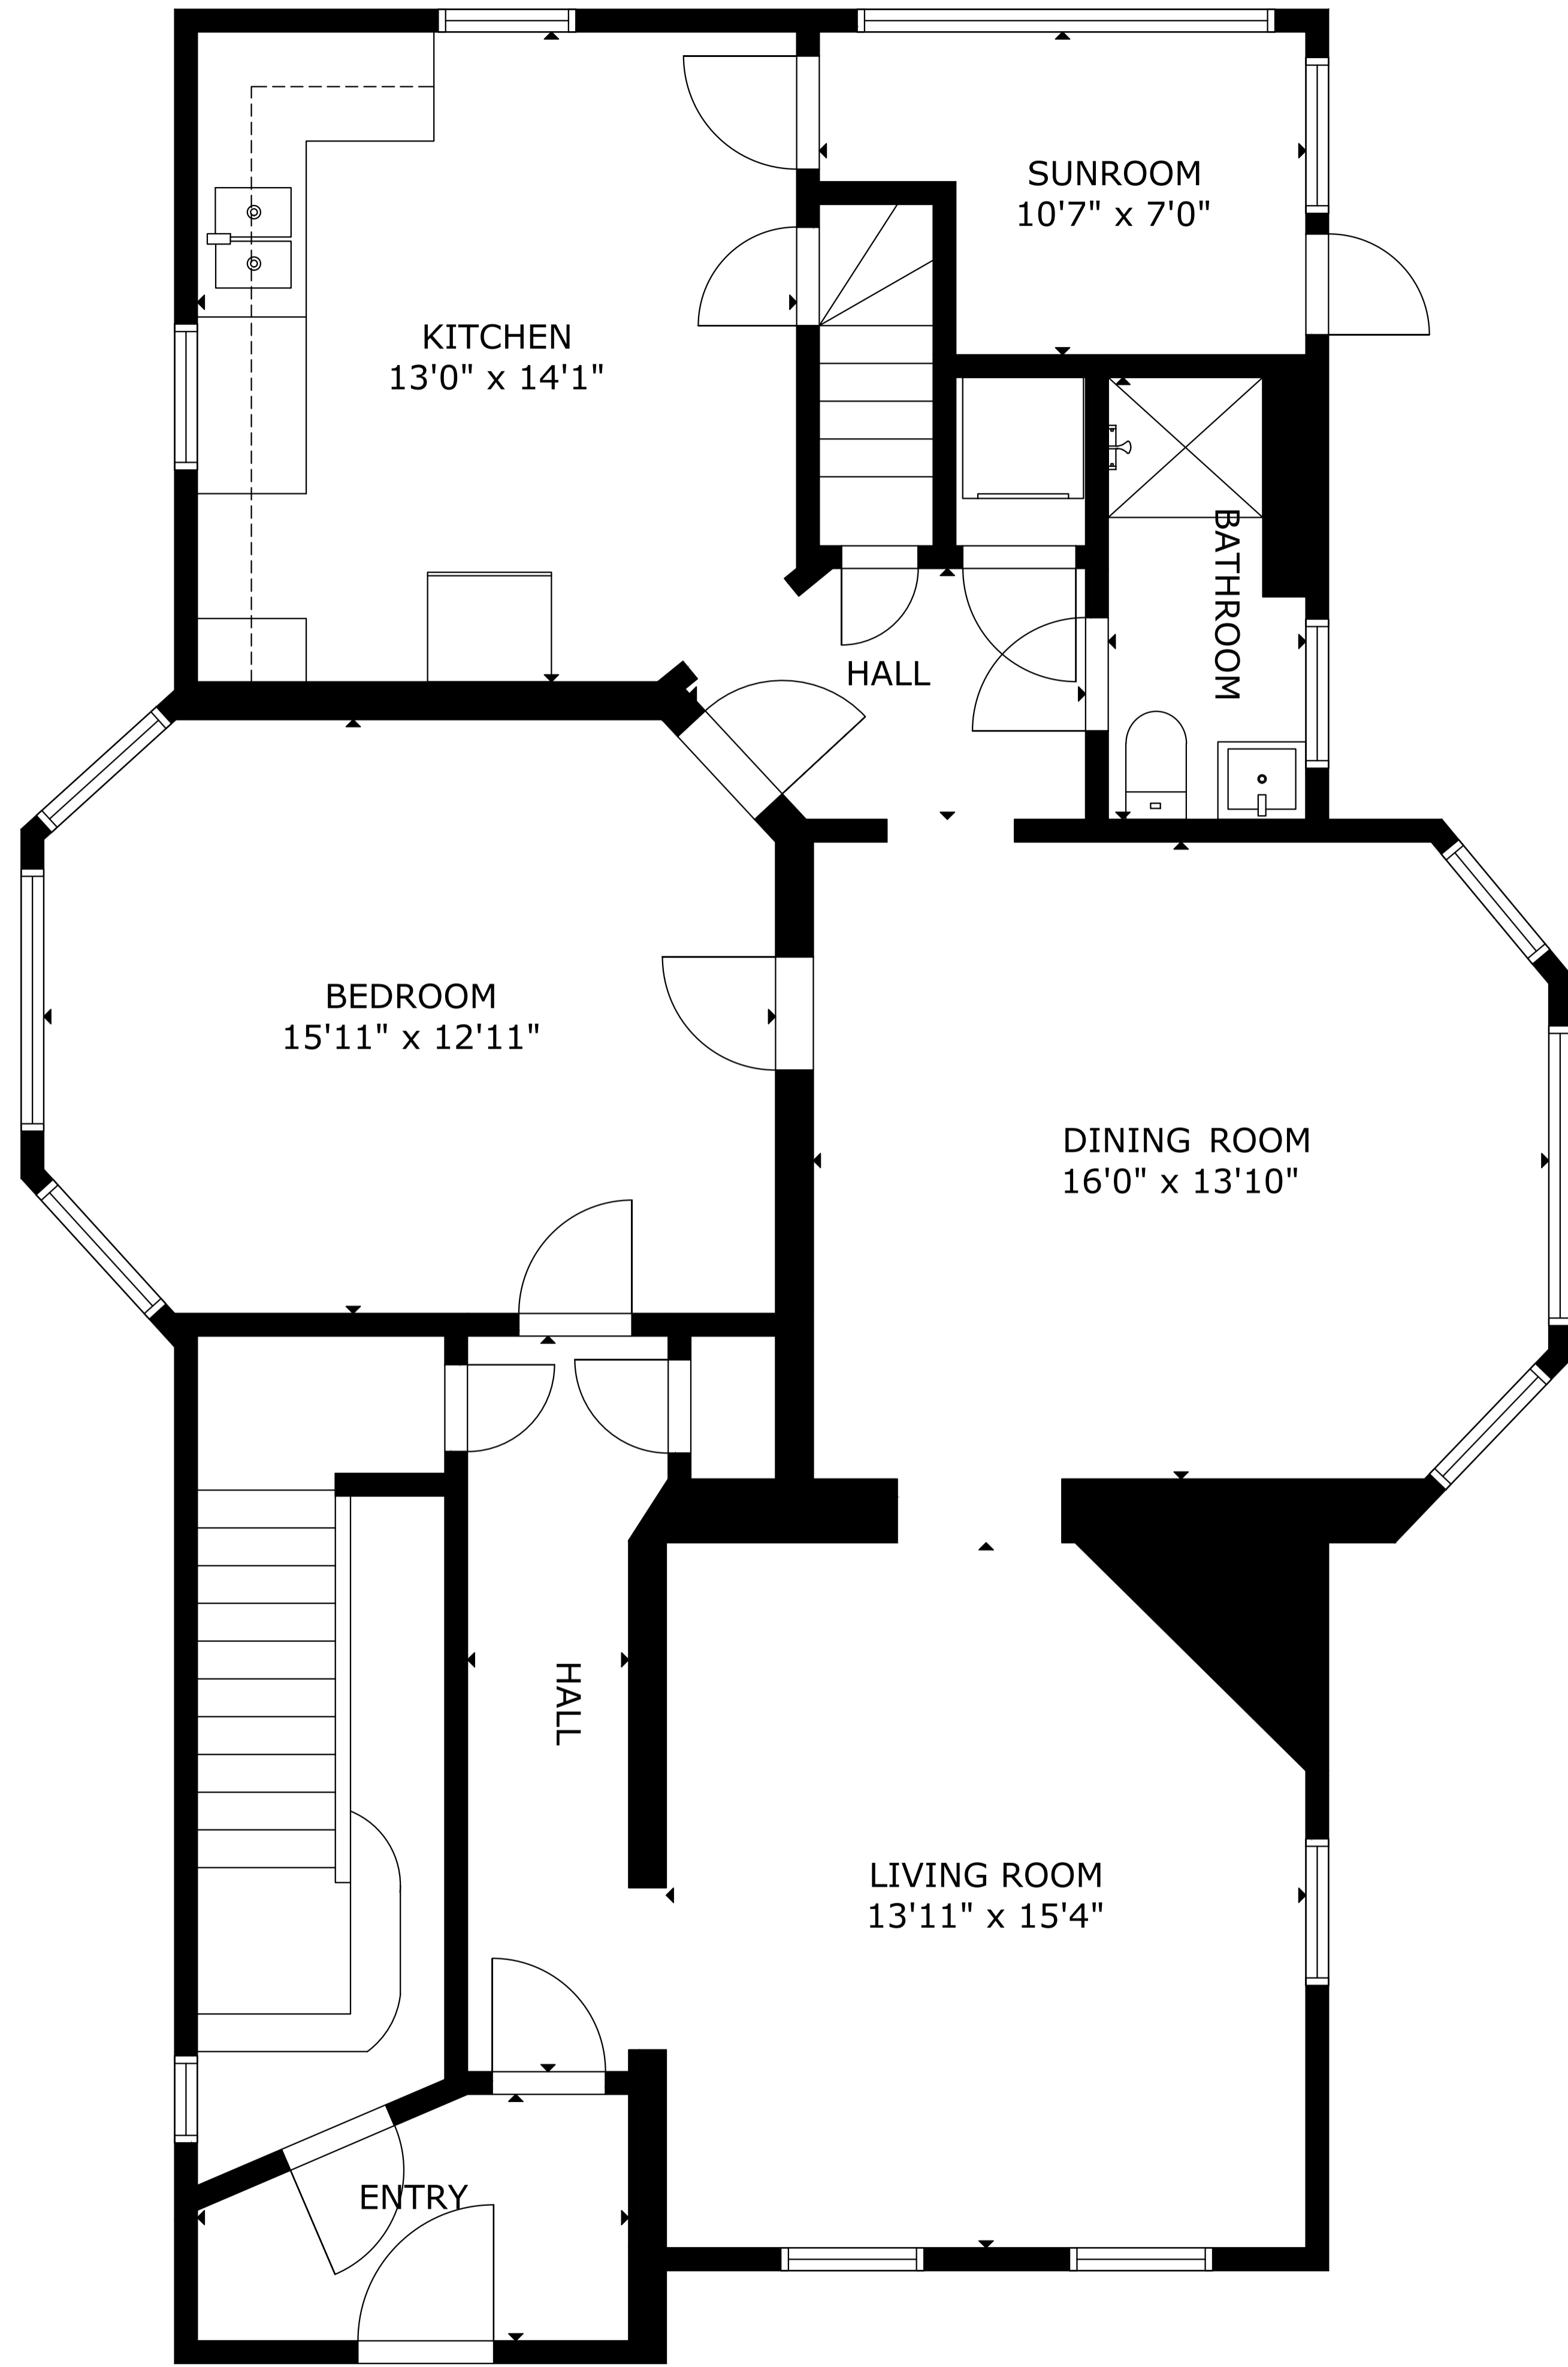 SUNROOM
10'7" x 7'0"
KITCHEN
13'0" x 14'1"
BATHROOM
HALL
BEDROOM
15'11" x 12'11"
DINING ROOM
16'0" x 13'10"
HALL
LIVING ROOM
13'11" x 15'4"
ENTRY